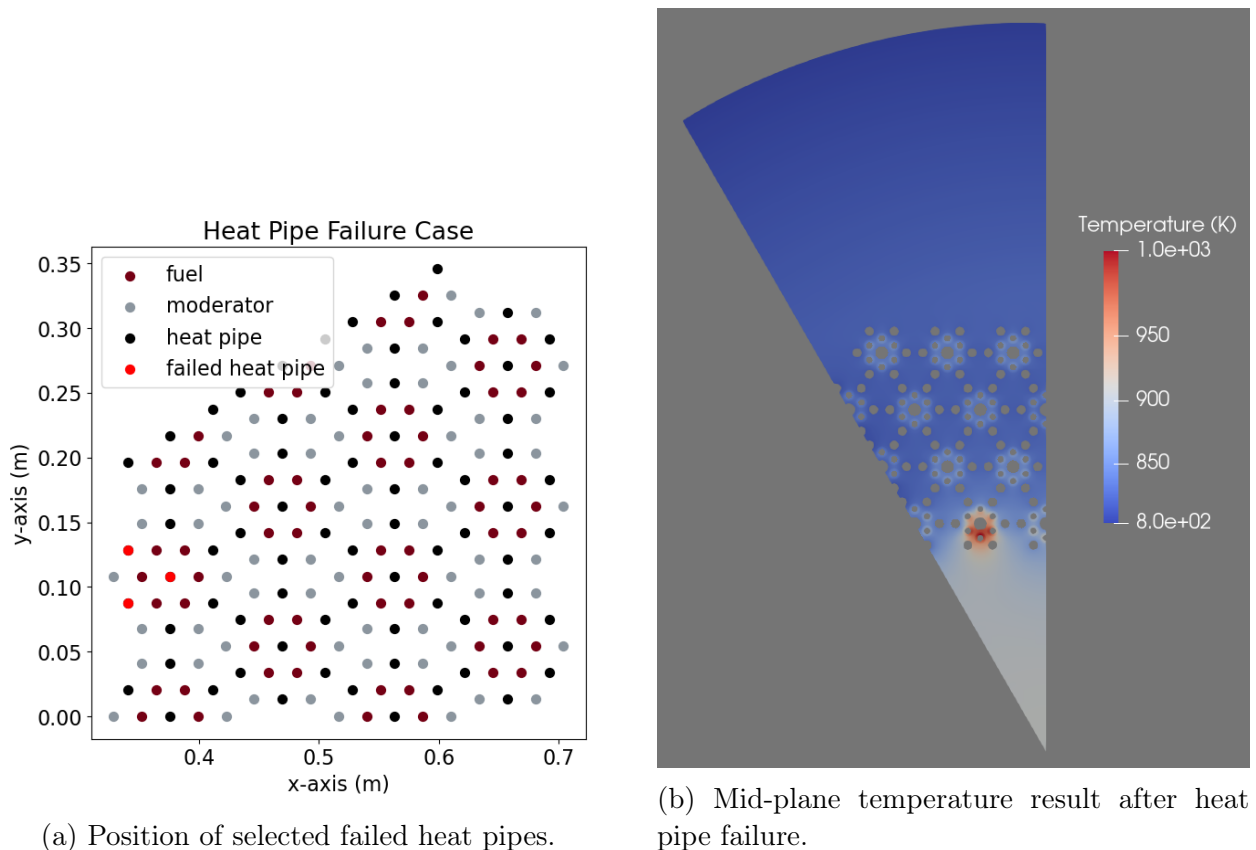 Heat Pipe Failure Case
fuel
moderator
heat pipe
failed heat pipe
0.35
0.30
0.25
0.20
0.15
0.10
0.05
0.00
y-axis (m)
0.4 0.5 0.6 0.7
x-axis (m)
(a) Position of selected failed heat pipes.
Temperature (K)
1.0e+03
950
900
850
8.0e+02
(b) Mid-plane temperature result after heat
pipe failure.